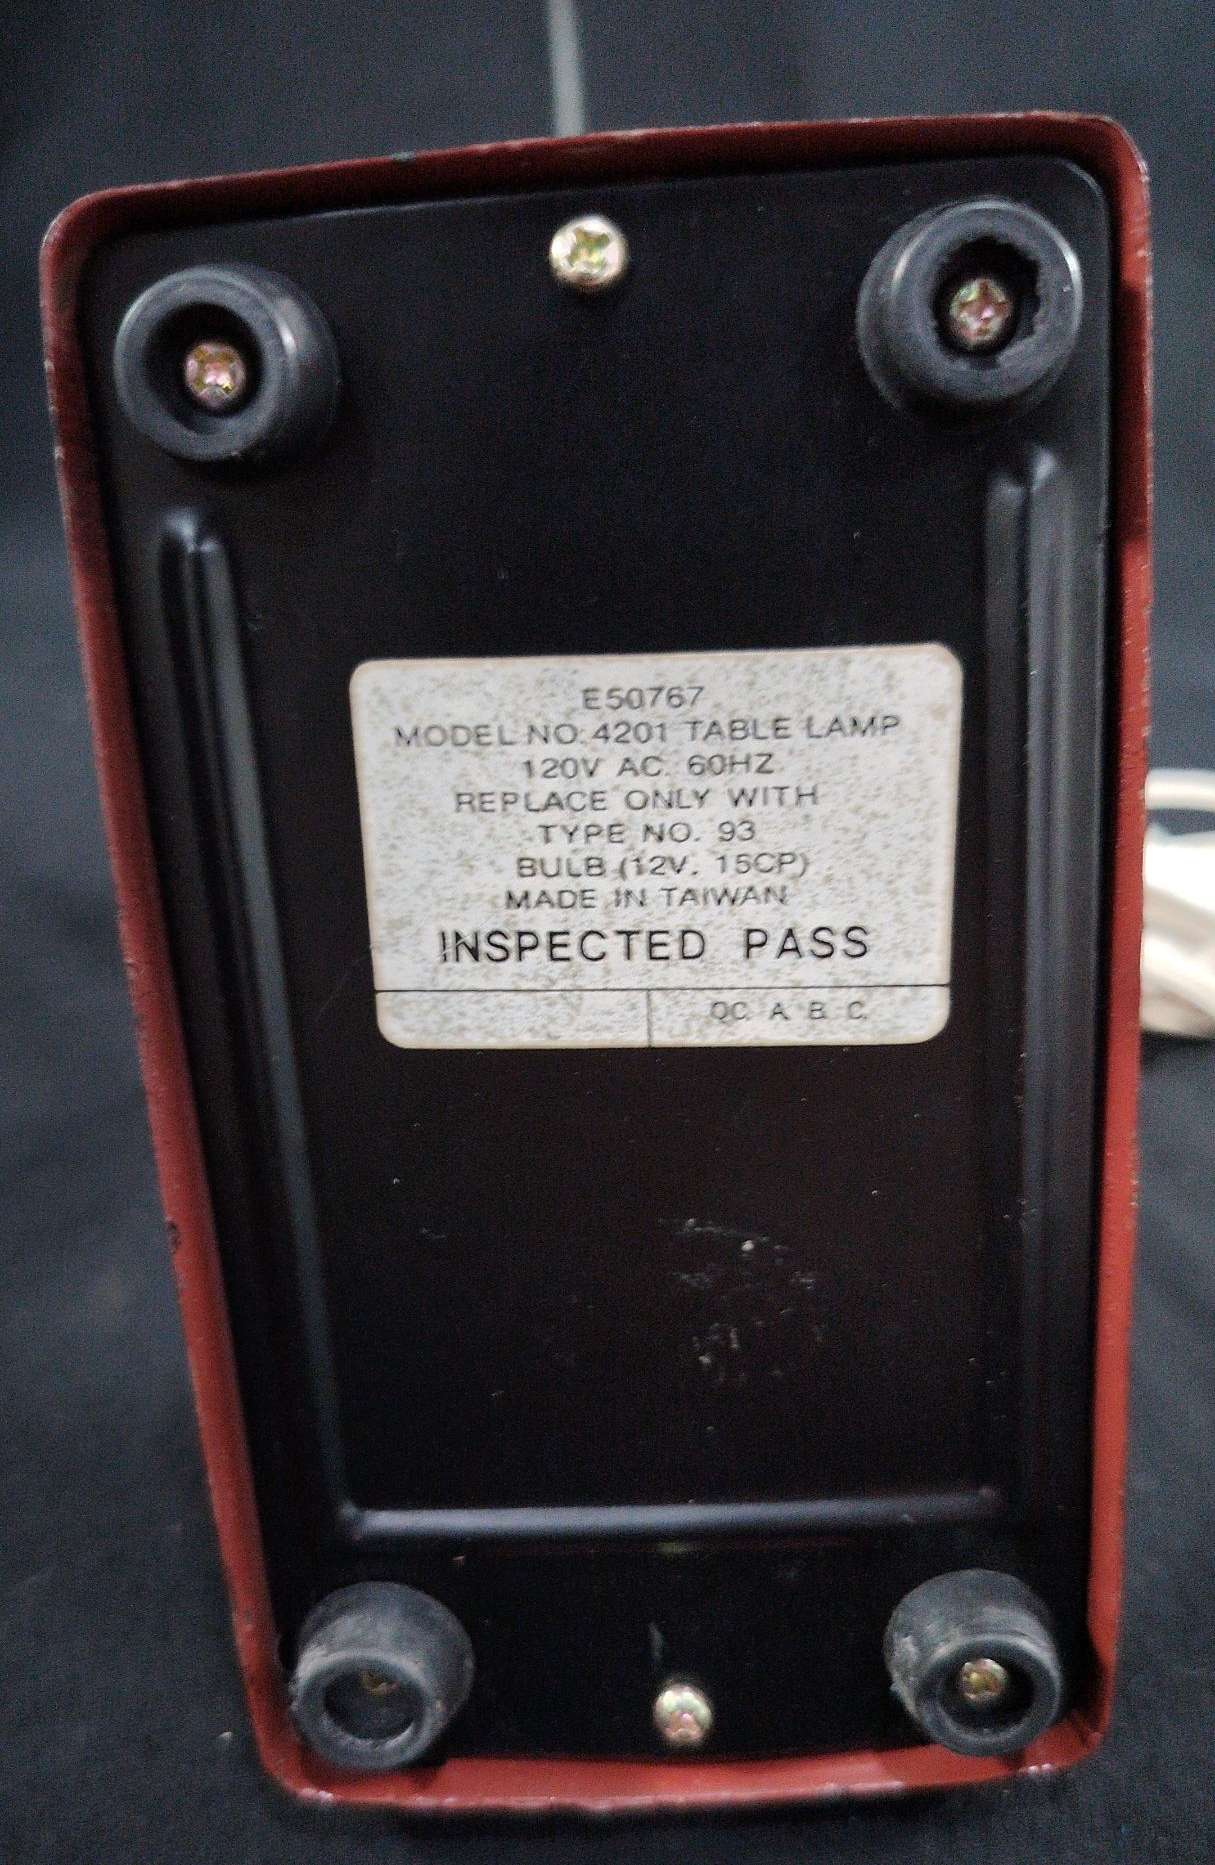 E50767
MODEL NO. 4201 TABLE LAMP
120V AC. 60HZ
REPLACE ONLY WITH
TYPE NO. 93
BULB (12V. 15CP)
MADE IN TAIWAN
INSPECTED PASS
QC. A. B. C.